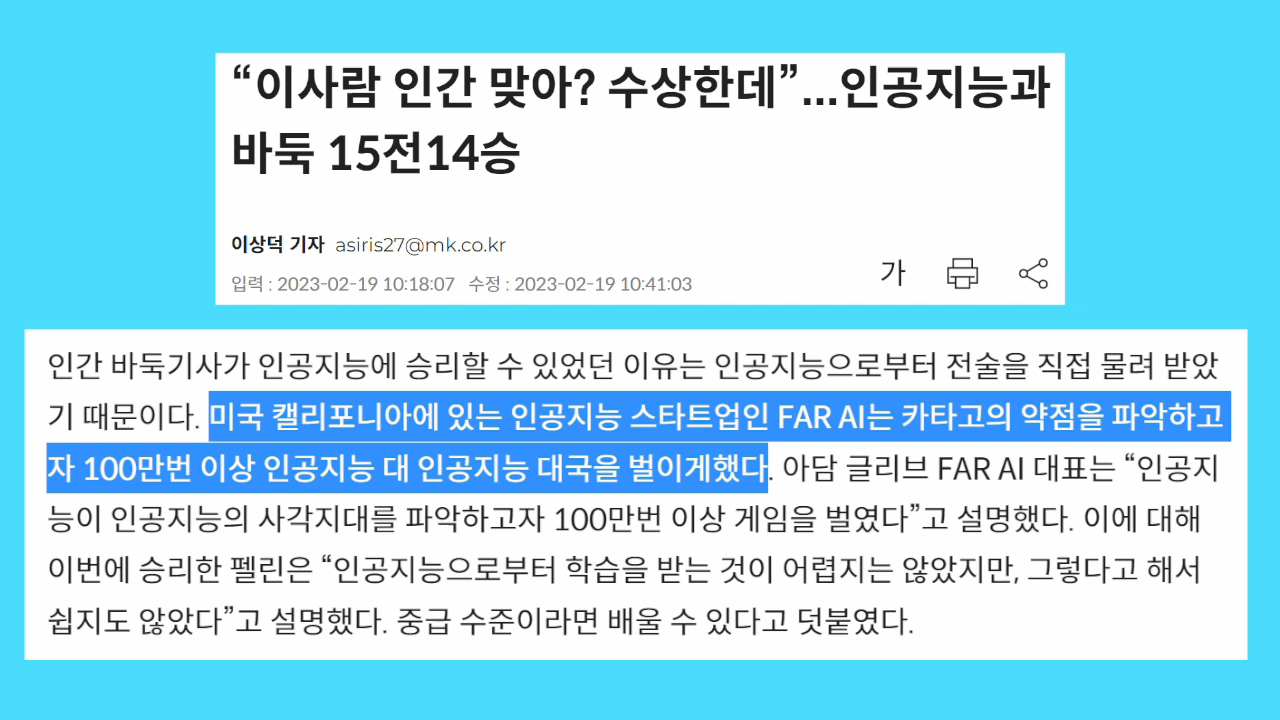 “이사람 인간 맞아? 수상한데”...인공지능과
바둑 15전14승
이상덕 기자 asiris27@mk.co.kr
입력 : 2023-02-19 10:18:07 수정 : 2023-02-19 10:41:03
가
인간 바둑기사가 인공지능에 승리할 수 있었던 이유는 인공지능으로부터 전술을 직접 물려 받았
기 때문이다. 미국 캘리포니아에 있는 인공지능 스타트업인 FAR AI는 카타고의 약점을 파악하고
자 100만번 이상 인공지능 대 인공지능 대국을 벌이게했다. 아담 글리브 FAR AI 대표는 “인공지
능이 인공지능의 사각지대를 파악하고자 100만번 이상 게임을 벌였다”고 설명했다. 이에 대해
이번에 승리한 펠린은 “인공지능으로부터 학습을 받는 것이 어렵지는 않았지만, 그렇다고 해서
쉽지도 않았다”고 설명했다. 중급 수준이라면 배울 수 있다고 덧붙였다.